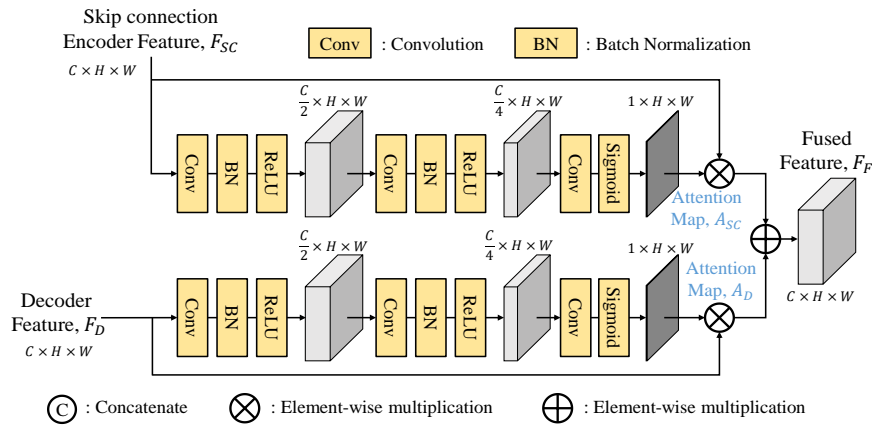 Skip connection
Encoder Feature, F_SC
C × H × W
Conv : Convolution
BN : Batch Normalization
C/2 × H × W
C/4 × H × W
1 × H × W
Conv
BN
ReLU
Conv
BN
ReLU
Conv
Sigmoid
Attention
Map, A_SC
Fused
Feature, F_F
C × H × W
Decoder
Feature, F_D
C × H × W
C/2 × H × W
C/4 × H × W
1 × H × W
Conv
BN
ReLU
Conv
BN
ReLU
Conv
Sigmoid
Attention
Map, A_D
C : Concatenate
: Element-wise multiplication
: Element-wise multiplication